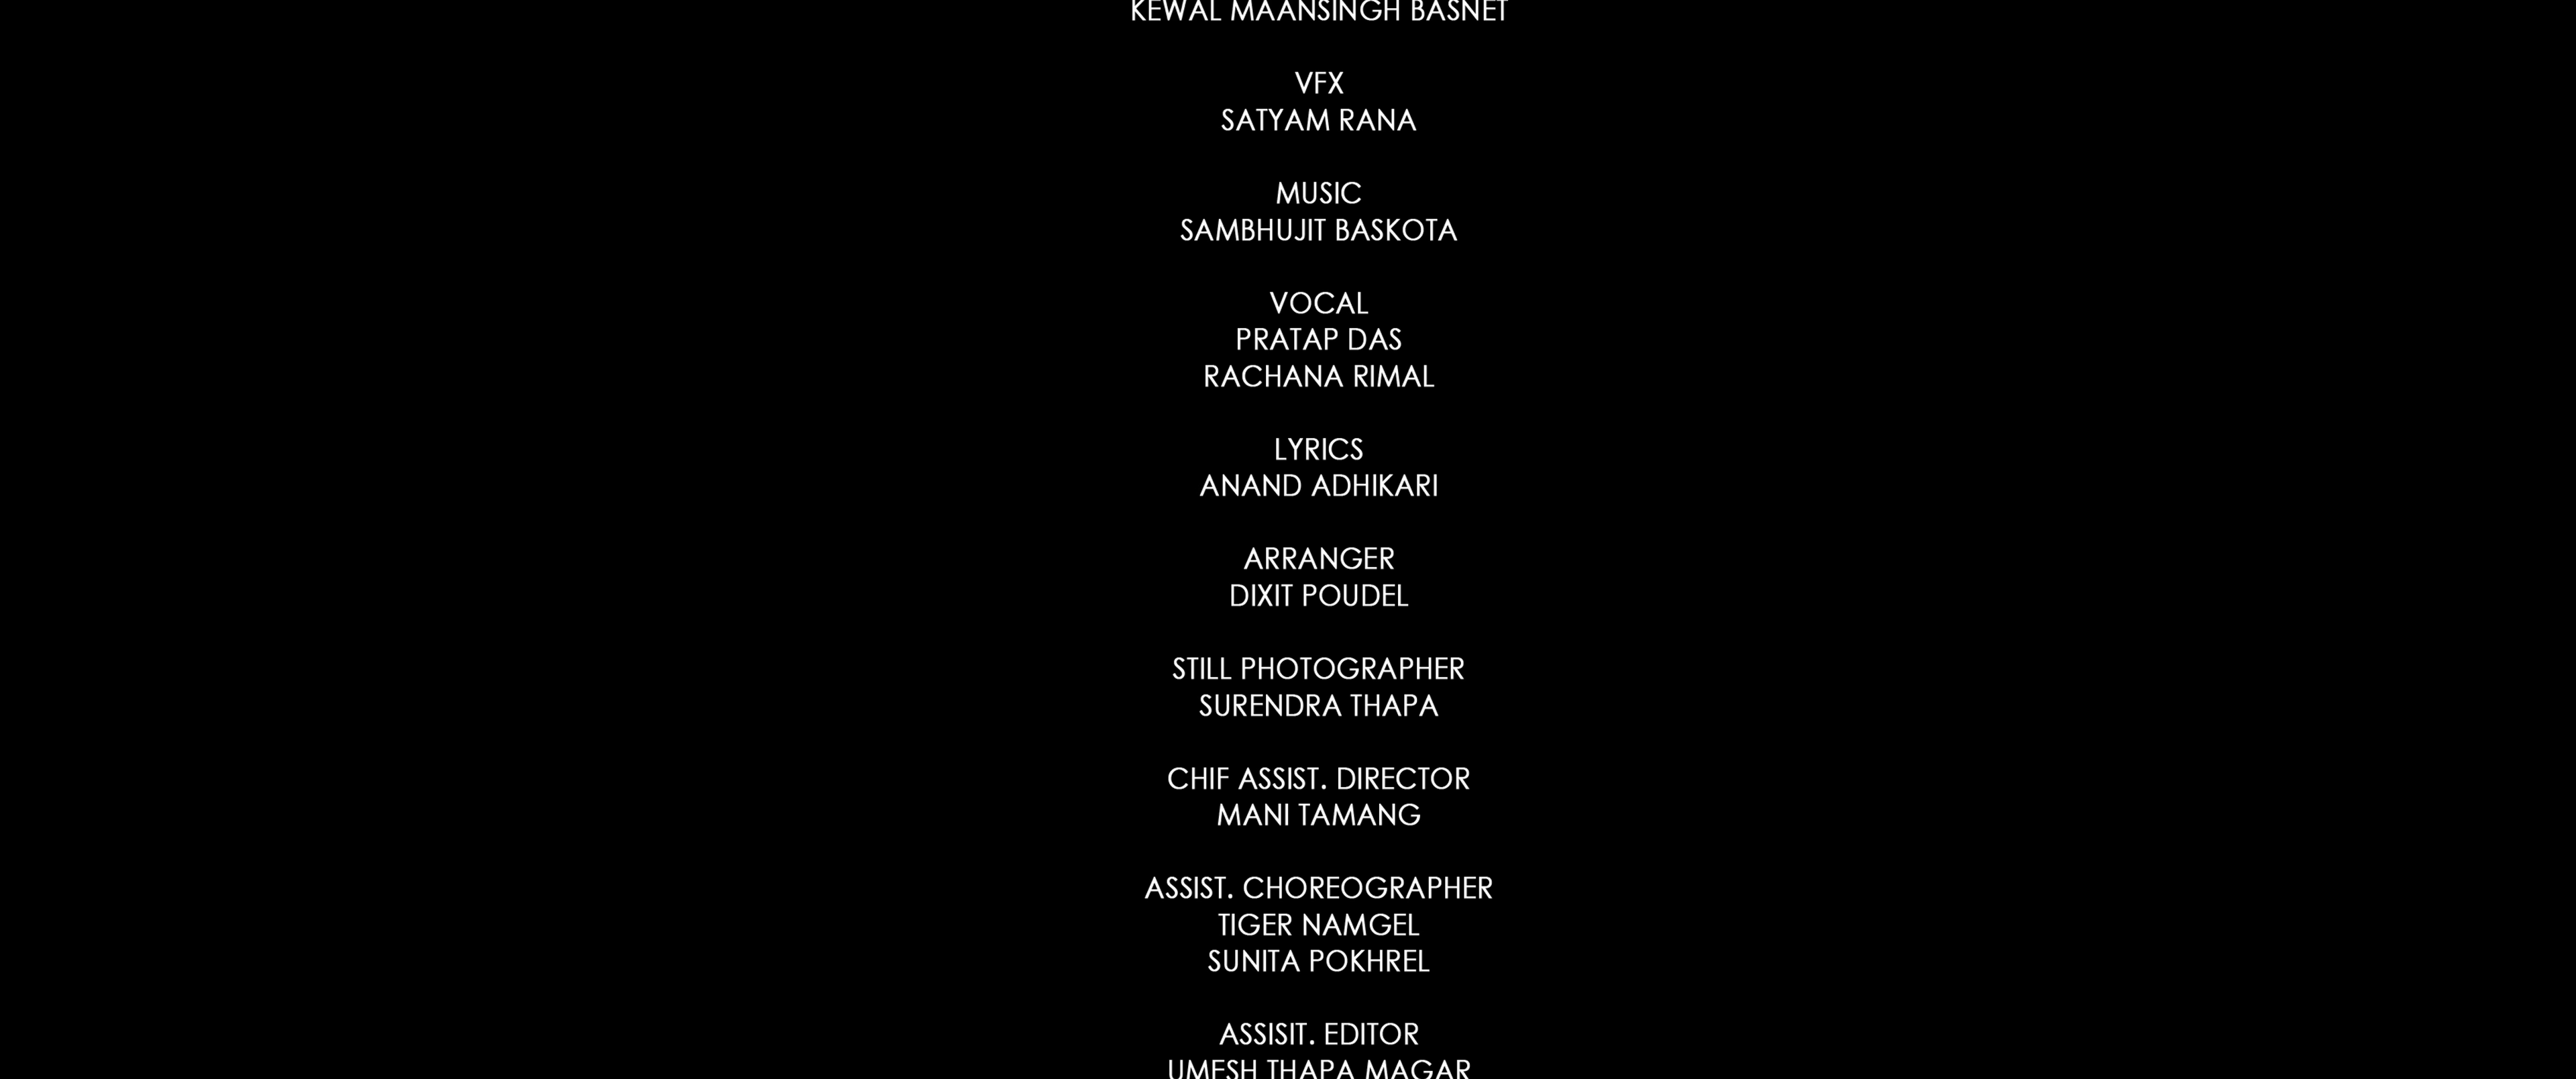 KEWAL MAANSINGH BASNET
VFX
SATYAM RANA
MUSIC
SAMBHUJIT BASKOTA
VOCAL
PRATAP DAS
RACHANA RIMAL
LYRICS
ANAND ADHIKARI
ARRANGER
DIXIT POUDEL
STILL PHOTOGRAPHER
SURENDRA THAPA
CHIF ASSIST. DIRECTOR
MANI TAMANG
ASSIST. CHOREOGRAPHER
TIGER NAMGEL
SUNITA POKHREL
ASSISIT. EDITOR
UMESH THAPA MAGAR